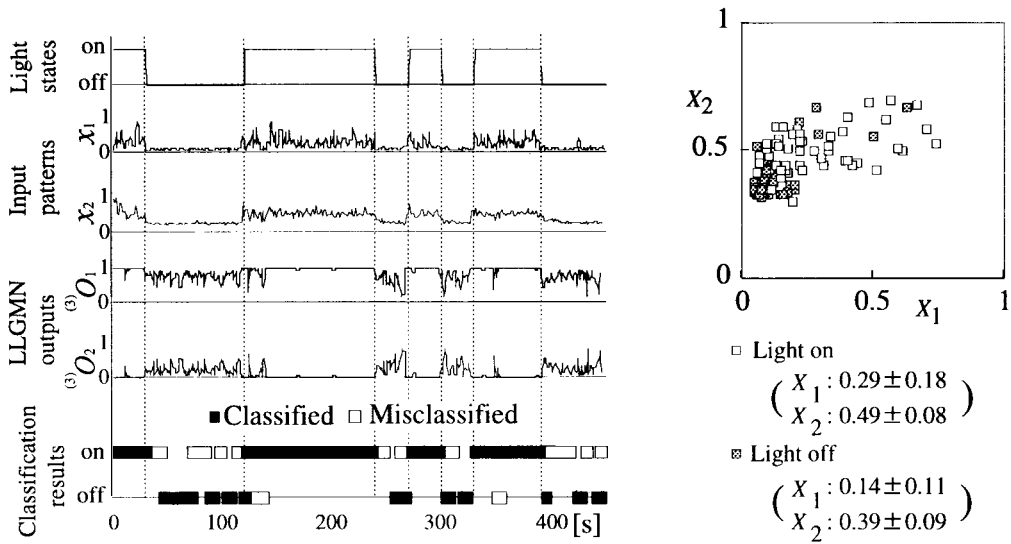 Light states
on
off
Input patterns
x1
1
0
x2
1
0
LLGMN outputs
(3)O1
1
0
(3)O2
1
0
■Classified □ Misclassified
Classification results
on
off
0 100 200 300 400 [s]
1
X2
0.5
0
0 0.5 1
X1
□ Light on
( X1 : 0.29±0.18
X2 : 0.49±0.08 )
Light off
( X1 : 0.14±0.11
X2 : 0.39±0.09 )